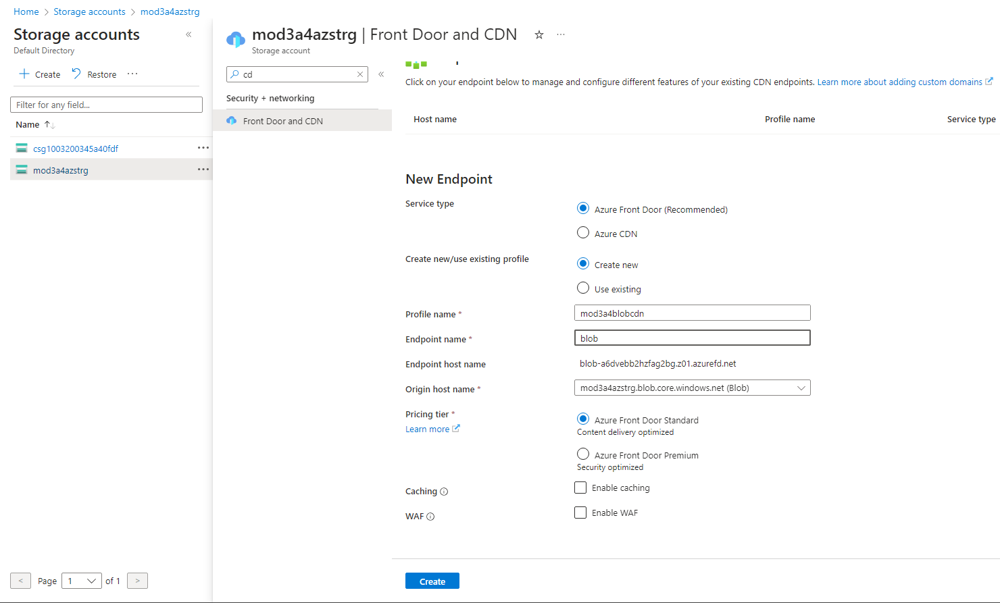 Home > Storage accounts > mod3a4azstrg
Storage accounts
Default Directory
Create Restore ...
Filter for any field...
Name
csg1003200345a40fdf
mod3a4azstrg
< Page 1 of 1 >
mod3a4azstrg | Front Door and CDN
Storage account
cd
Security + networking
Front Door and CDN
Click on your endpoint below to manage and configure different features of your existing CDN endpoints. Learn more about adding custom domains
Host name Profile name Service type
New Endpoint
Service type
Azure Front Door (Recommended)
Azure CDN
Create new/use existing profile
Create new
Use existing
Profile name * mod3a4blobcdn
Endpoint name * blob
Endpoint host name blob-a6dvebb2hzfag2bg.z01.azurefd.net
Origin host name * mod3a4azstrg.blob.core.windows.net (Blob)
Pricing tier *
Learn more
Azure Front Door Standard
Content delivery optimized
Azure Front Door Premium
Security optimized
Caching Enable caching
WAF Enable WAF
Create